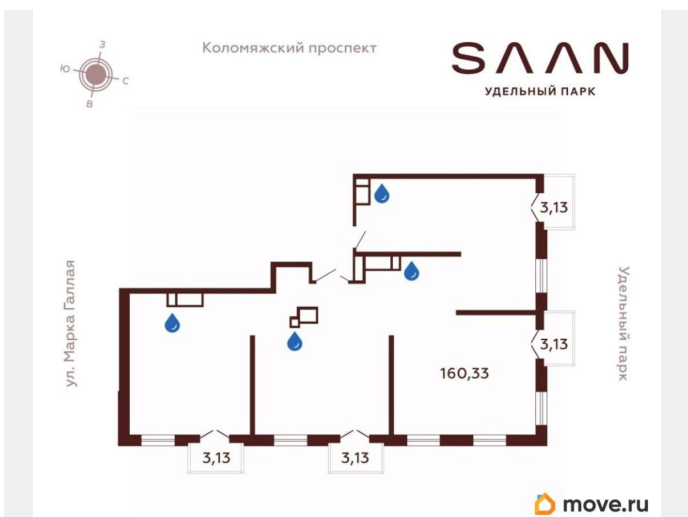 Коломяжский проспект
SAAN
УДЕЛЬНЫЙ ПАРК
З
Ю
С
В
ул. Марка Галлая
Удельный парк
3,13
3,13
160,33
3,13
3,13
move.ru